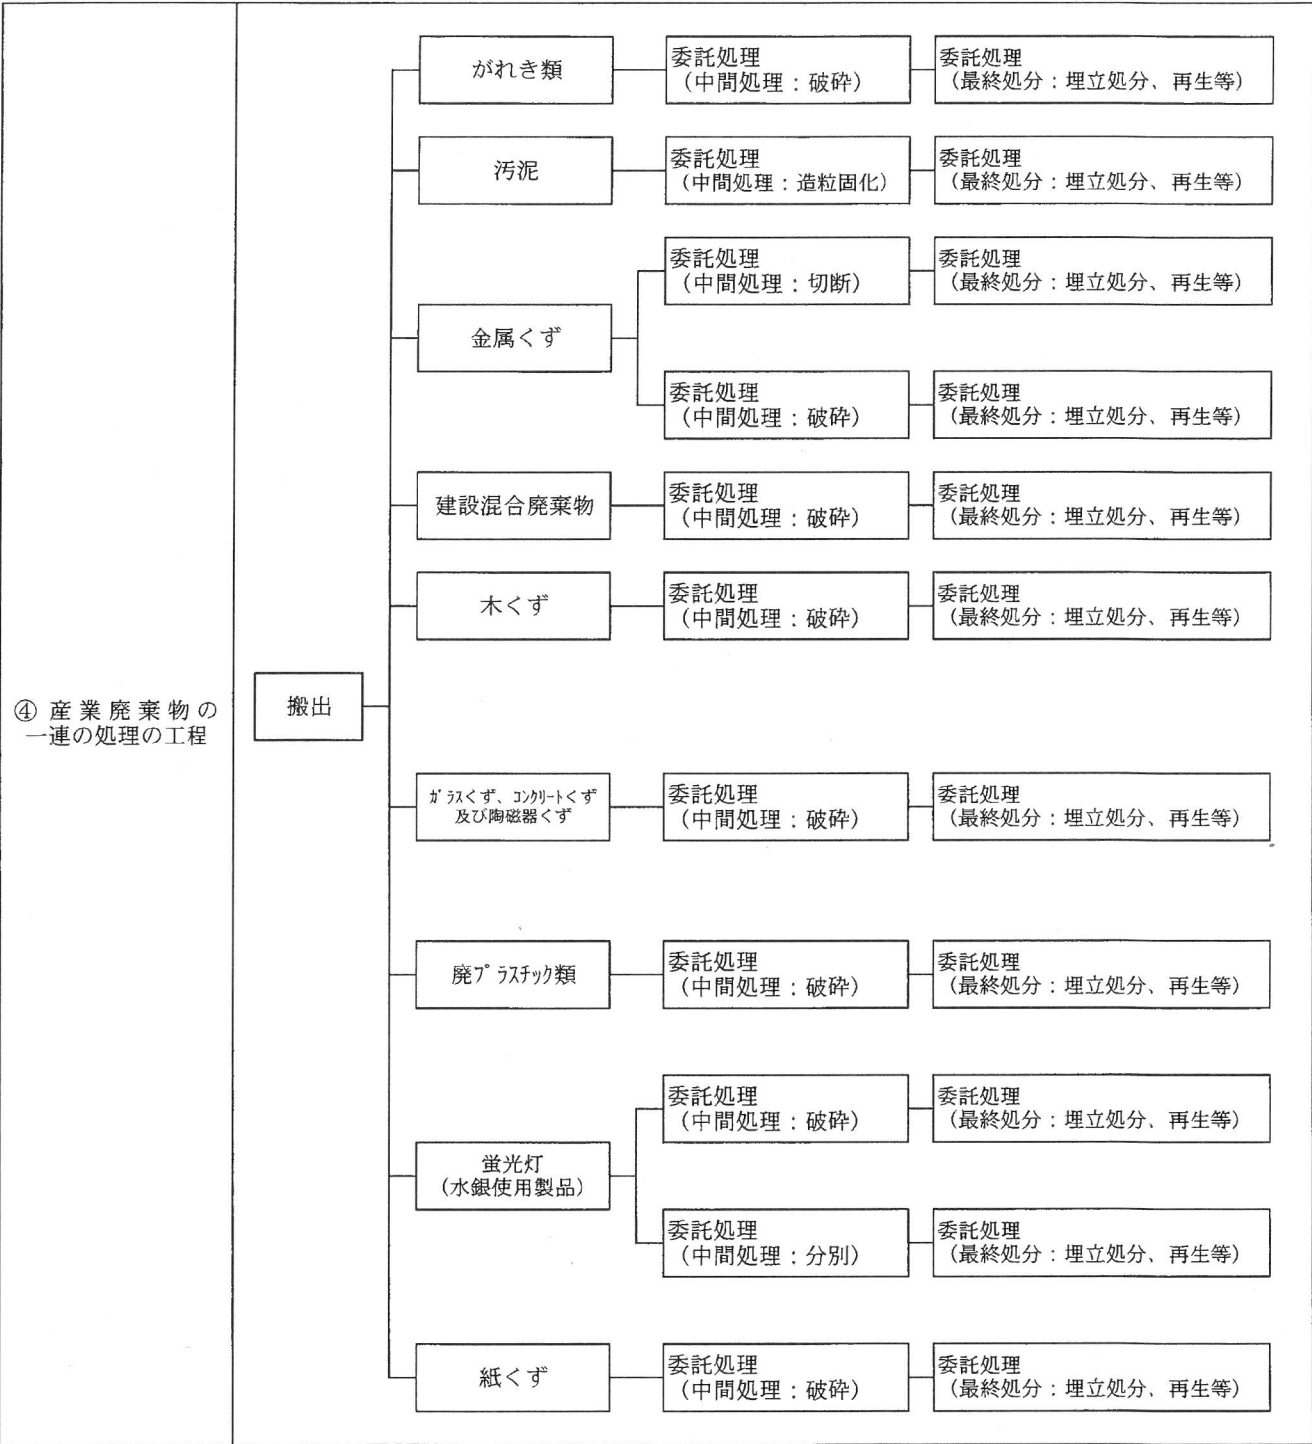 ④ 産業廃棄物の
一連の処理の工程
搬出
がれき類
委託処理
(中間処理：破砕)
委託処理
(最終処分：埋立処分、再生等)
汚泥
委託処理
(中間処理：造粒固化)
委託処理
(最終処分：埋立処分、再生等)
金属くず
委託処理
(中間処理：切断)
委託処理
(最終処分：埋立処分、再生等)
委託処理
(中間処理：破砕)
委託処理
(最終処分：埋立処分、再生等)
建設混合廃棄物
委託処理
(中間処理：破砕)
委託処理
(最終処分：埋立処分、再生等)
木くず
委託処理
(中間処理：破砕)
委託処理
(最終処分：埋立処分、再生等)
ｶﾞﾗｽくず、ｺﾝｸﾘｰﾄくず
及び陶磁器くず
委託処理
(中間処理：破砕)
委託処理
(最終処分：埋立処分、再生等)
廃ﾌﾟﾗｽﾁｯｸ類
委託処理
(中間処理：破砕)
委託処理
(最終処分：埋立処分、再生等)
蛍光灯
(水銀使用製品)
委託処理
(中間処理：破砕)
委託処理
(最終処分：埋立処分、再生等)
委託処理
(中間処理：分別)
委託処理
(最終処分：埋立処分、再生等)
紙くず
委託処理
(中間処理：破砕)
委託処理
(最終処分：埋立処分、再生等)